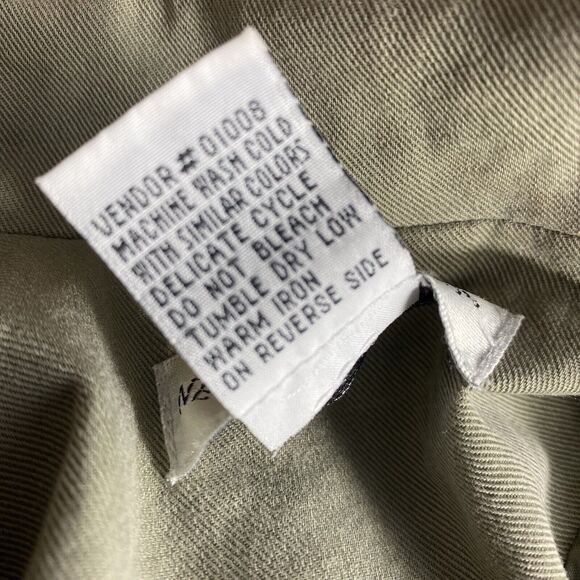 VENDOR # 01008
MACHINE WASH COLD
WITH SIMILAR COLORS
DELICATE CYCLE
DO NOT BLEACH
TUMBLE DRY LOW
WARM IRON
ON REVERSE SIDE